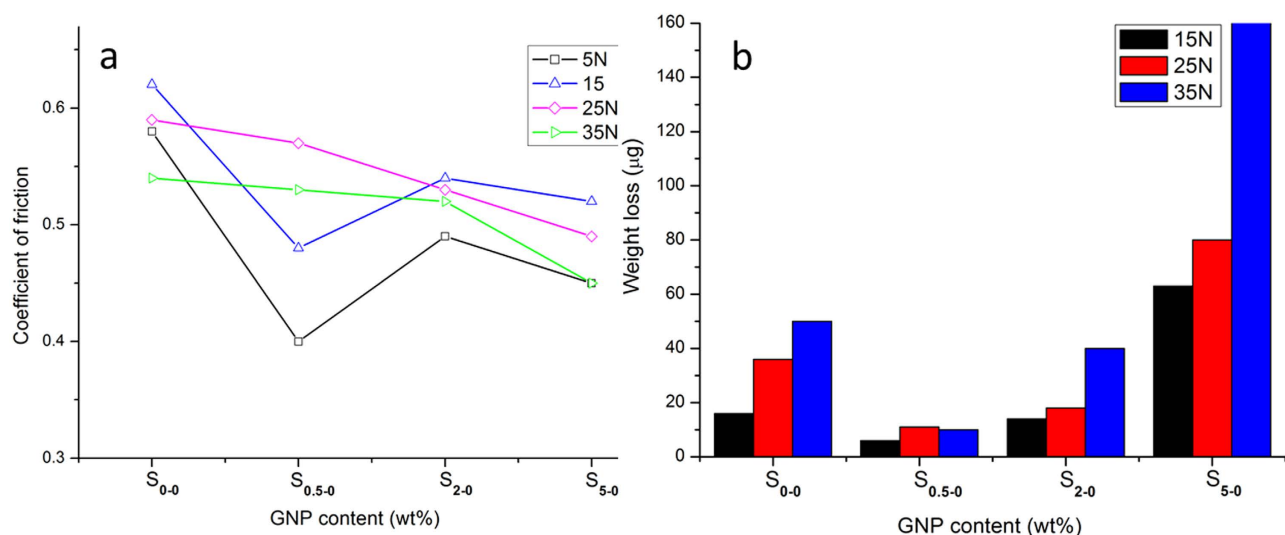 a
5N
15
25N
35N
0.6
0.5
0.4
0.3
Coefficient of friction
S0-0
S0.5-0
S2-0
S5-0
GNP content (wt%)
b
15N
25N
35N
160
140
120
100
80
60
40
20
0
Weight loss (μg)
S0-0
S0.5-0
S2-0
S5-0
GNP content (wt%)